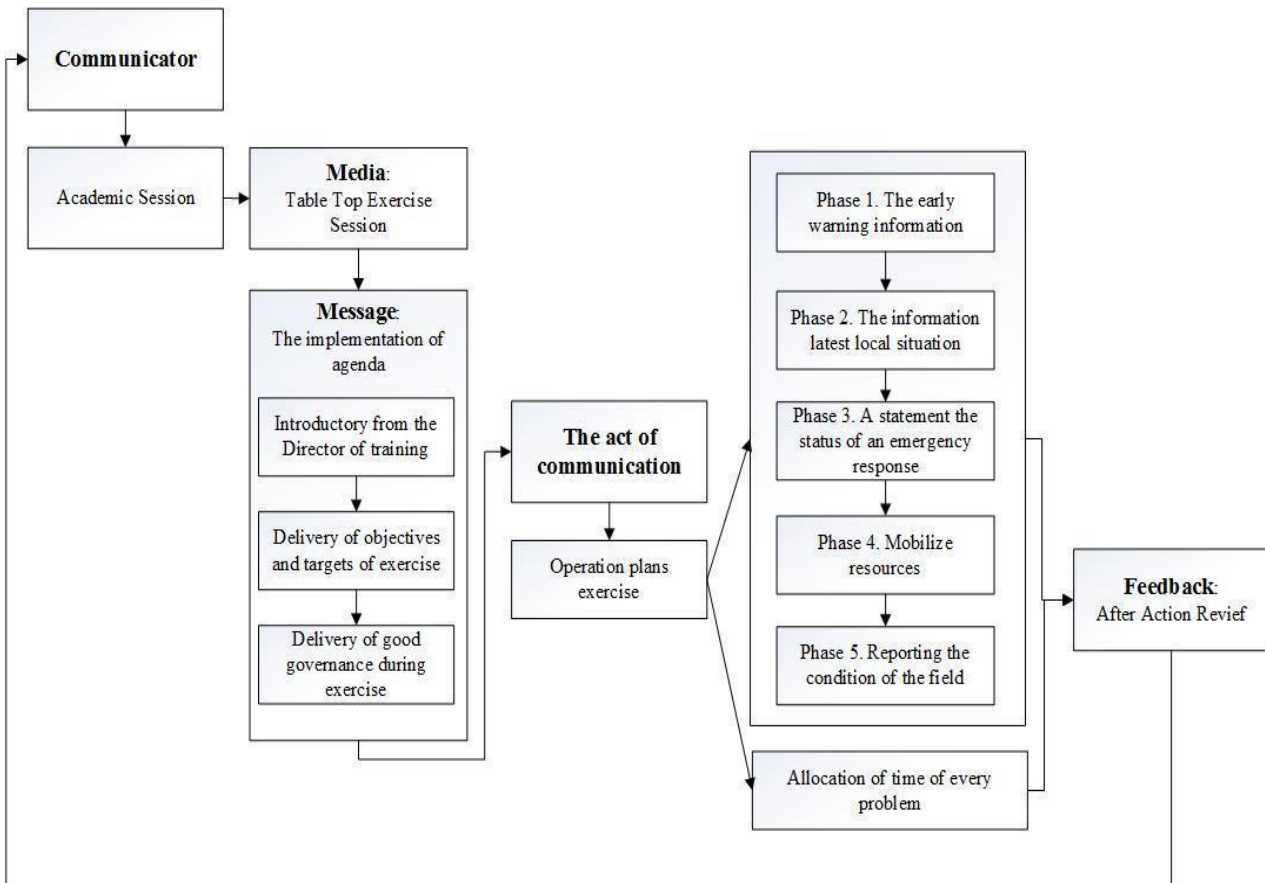 Communicator
Academic Session
Media:
Table Top Exercise
Session
Message:
The implementation of
agenda
Introductory from the
Director of training
Delivery of objectives
and targets of exercise
Delivery of good
governance during
exercise
The act of
communication
Operation plans
exercise
Phase 1. The early
warning information
Phase 2. The information
latest local situation
Phase 3. A statement the
status of an emergency
response
Phase 4. Mobilize
resources
Phase 5. Reporting the
condition of the field
Allocation of time of every
problem
Feedback:
After Action Revief